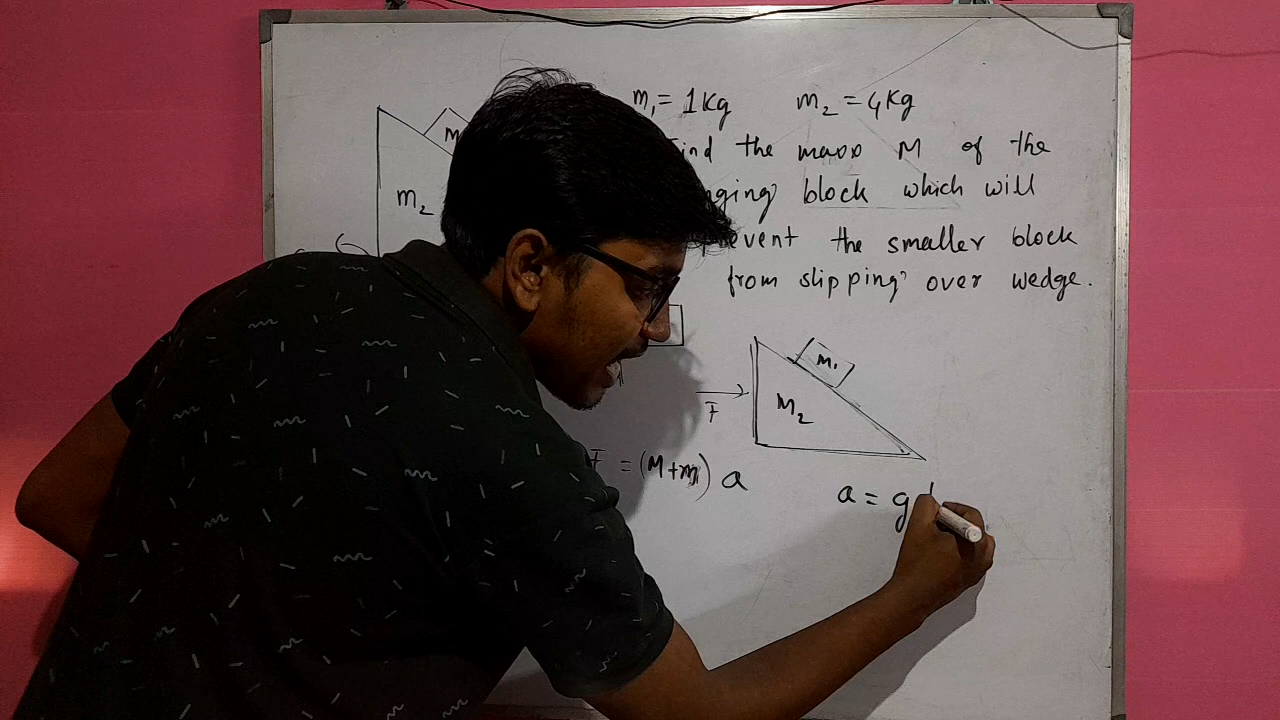 m₁ = 1kg m₂ = 4kg
the mass M of the
block which will
the smaller block
from slipping over wedge.
m₂
m₁
M₂
F
F = (M+m) a
a = g